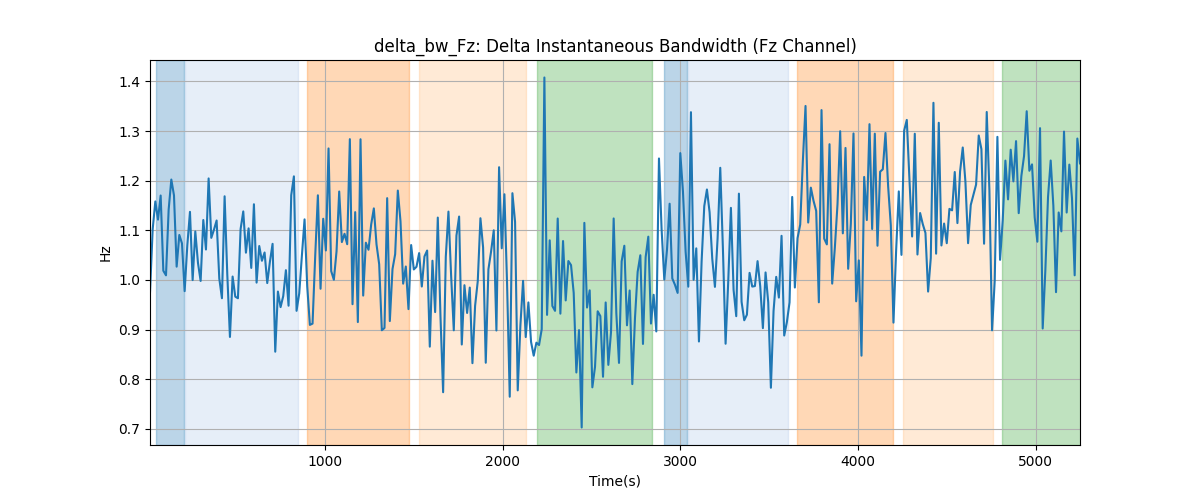 delta_bw_Fz: Delta Instantaneous Bandwidth (Fz Channel)
Hz
1.4
1.3
1.2
1.1
1.0
0.9
0.8
0.7
1000 2000 3000 4000 5000
Time(s)